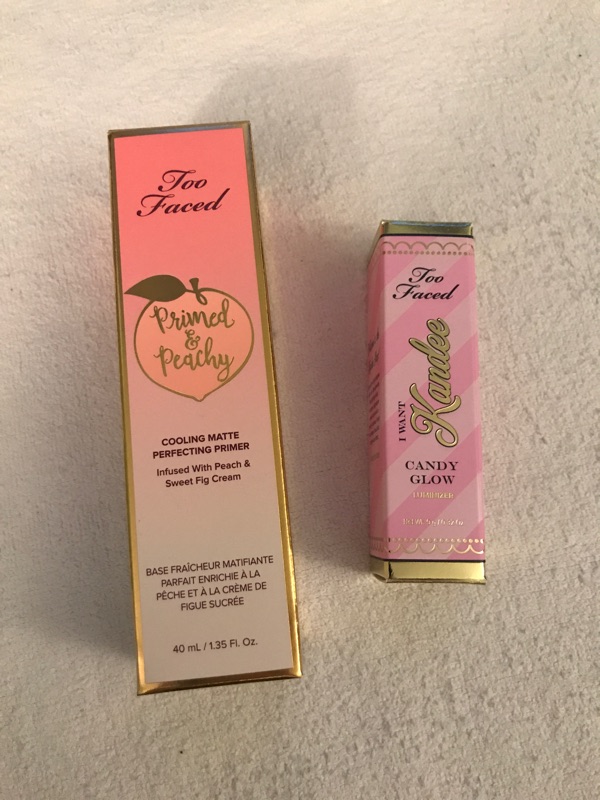 Too
Faced
Primed
&
Peachy
COOLING MATTE
PERFECTING PRIMER
Infused With Peach &
Sweet Fig Cream
BASE FRAÎCHEUR MATIFIANTE
PARFAIT ENRICHIE À LA
PÊCHE ET À LA CRÈME DE
FIGUE SUCRÉE
40 mL / 1.35 Fl. Oz.
Too
Faced
I WANT
Kandee
CANDY
GLOW
LUMINIZER